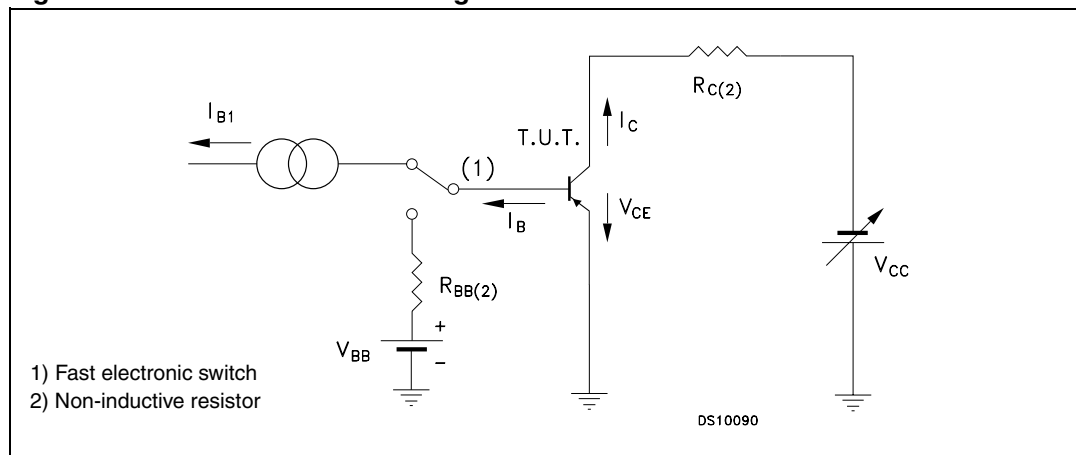 I_B1
(1)
I_B
T.U.T.
I_C
V_CE
R_C(2)
V_CC
R_BB(2)
V_BB
+
-
1) Fast electronic switch
2) Non-inductive resistor
DS10090